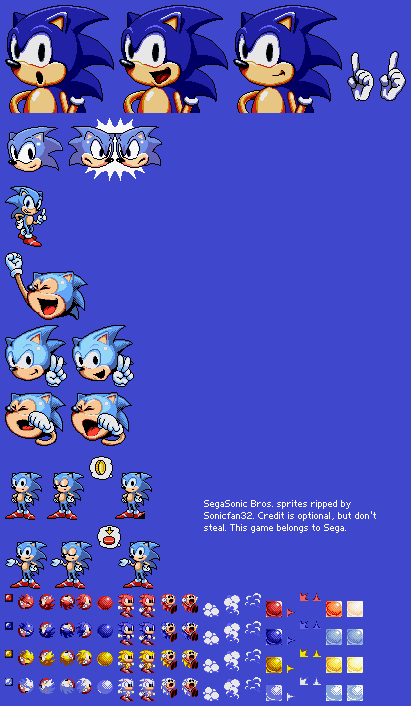 SegaSonic Bros. sprites ripped by
Sonicfan32. Credit is optional, but don't
steal. This game belongs to Sega.